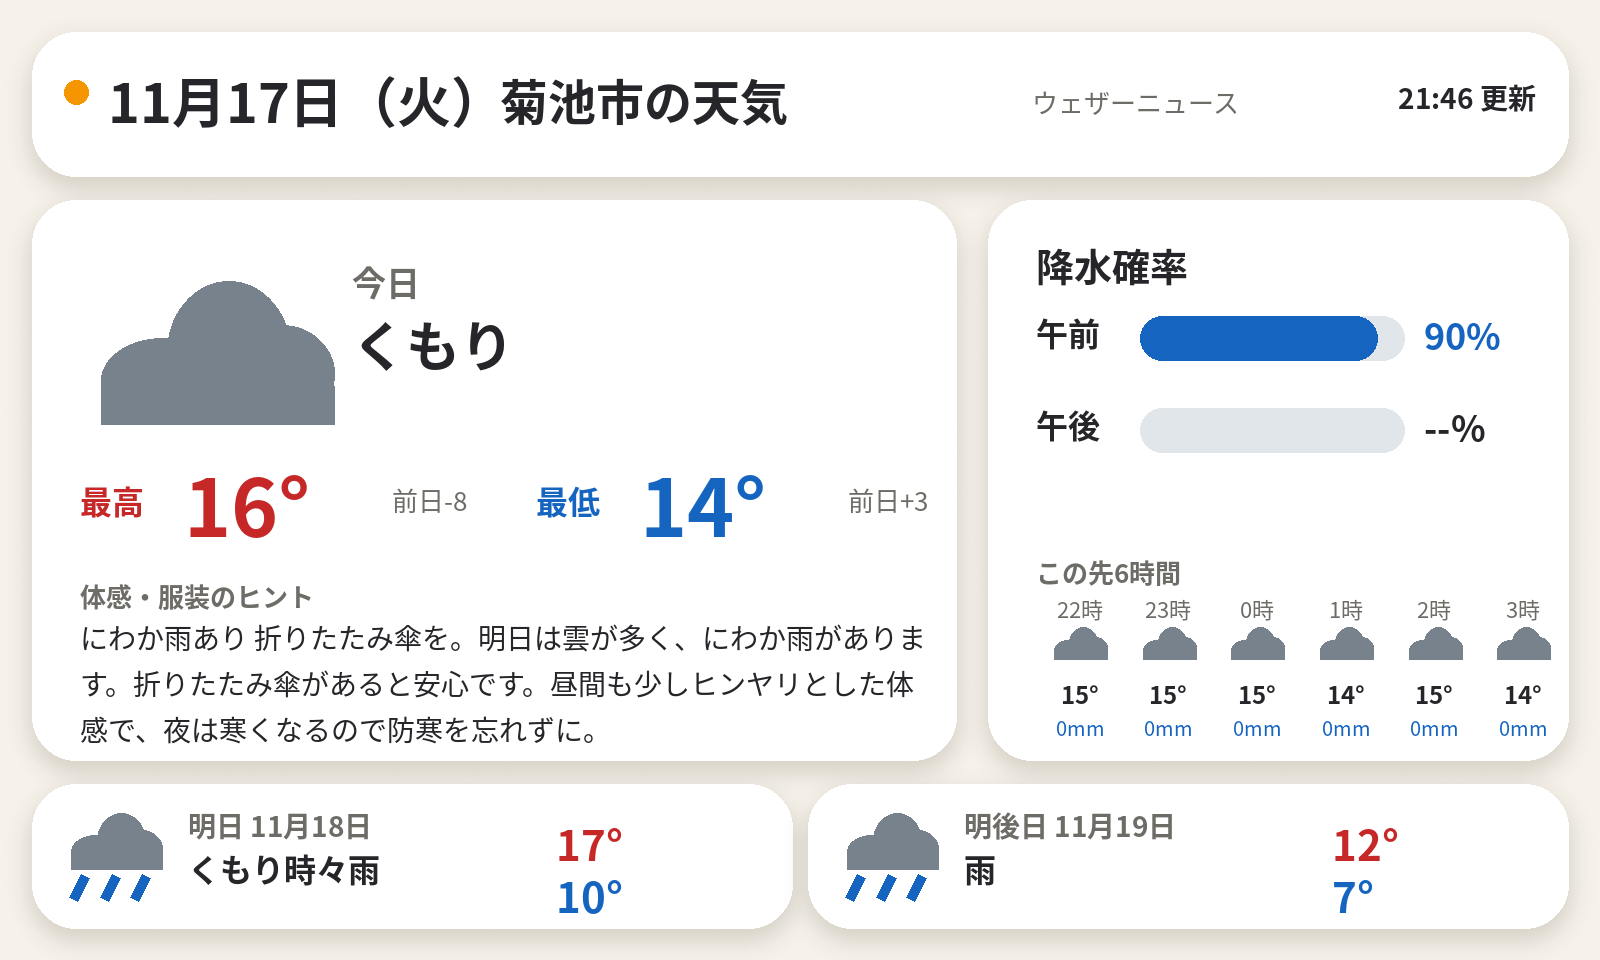 11月17日（火）菊池市の天気
ウェザーニュース
21:46 更新
今日
くもり
最高 16° 前日-8 最低 14° 前日+3
体感・服装のヒント
にわか雨あり 折りたたみ傘を。明日は雲が多く、にわか雨がありま
す。折りたたみ傘があると安心です。昼間も少しヒンヤリとした体
感で、夜は寒くなるので防寒を忘れずに。
降水確率
午前 90%
午後 --%
この先6時間
22時 23時 0時 1時 2時 3時
15° 15° 15° 14° 15° 14°
0mm 0mm 0mm 0mm 0mm 0mm
明日 11月18日
くもり時々雨
17°
10°
明後日 11月19日
雨
12°
7°